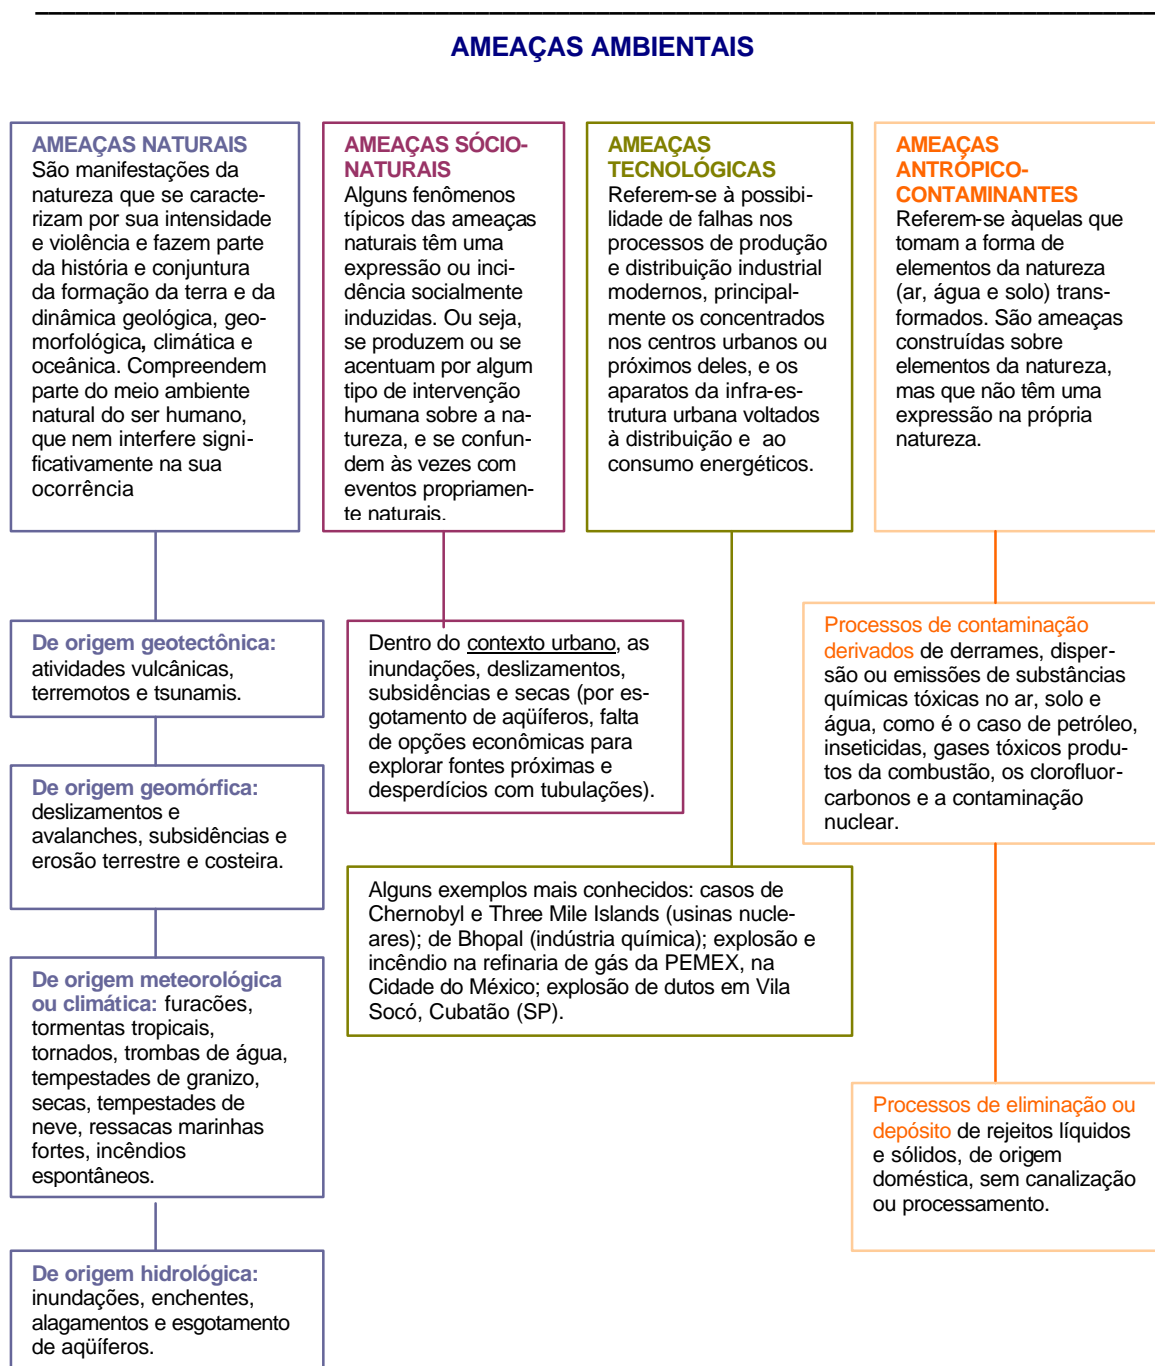 AMEAÇAS AMBIENTAIS
AMEAÇAS NATURAIS
São manifestações da
natureza que se caracte-
rizam por sua intensidade
e violência e fazem parte
da história e conjuntura
da formação da terra e da
dinâmica geológica, geo-
morfológica, climática e
oceânica. Compreendem
parte do meio ambiente
natural do ser humano,
que nem interfere signi-
ficativamente na sua
ocorrência
AMEAÇAS SÓCIO-
NATURAIS
Alguns fenômenos
típicos das ameaças
naturais têm uma
expressão ou inci-
dência socialmente
induzidas. Ou seja,
se produzem ou se
acentuam por algum
tipo de intervenção
humana sobre a na-
tureza, e se confun-
dem às vezes com
eventos propriamen-
te naturais.
AMEAÇAS
TECNOLÓGICAS
Referem-se à possibi-
lidade de falhas nos
processos de produção
e distribuição industrial
modernos, principal-
mente os concentrados
nos centros urbanos ou
próximos deles, e os
aparatos da infra-es-
trutura urbana voltados
à distribuição e ao
consumo energéticos.
AMEAÇAS
ANTRÓPICO-
CONTAMINANTES
Referem-se àquelas que
tomam a forma de
elementos da natureza
(ar, água e solo) trans-
formados. São ameaças
construídas sobre
elementos da natureza,
mas que não têm uma
expressão na própria
natureza.
De origem geotectônica:
atividades vulcânicas,
terremotos e tsunamis.
De origem geomórfica:
deslizamentos e
avalanches, subsidências e
erosão terrestre e costeira.
De origem meteorológica
ou climática: furacões,
tormentas tropicais,
tornados, trombas de água,
tempestades de granizo,
secas, tempestades de
neve, ressacas marinhas
fortes, incêndios
espontâneos.
De origem hidrológica:
inundações, enchentes,
alagamentos e esgotamento
de aqüíferos.
Dentro do contexto urbano, as
inundações, deslizamentos,
subsidências e secas (por es-
gotamento de aqüíferos, falta
de opções econômicas para
explorar fontes próximas e
desperdícios com tubulações).
Alguns exemplos mais conhecidos: casos de
Chernobyl e Three Mile Islands (usinas nucle-
ares); de Bhopal (indústria química); explosão e
incêndio na refinaria de gás da PEMEX, na
Cidade do México; explosão de dutos em Vila
Socó, Cubatão (SP).
Processos de contaminação
derivados de derrames, disper-
são ou emissões de substâncias
químicas tóxicas no ar, solo e
água, como é o caso de petróleo,
inseticidas, gases tóxicos produ-
tos da combustão, os clorofluor-
carbonos e a contaminação
nuclear.
Processos de eliminação ou
depósito de rejeitos líquidos
e sólidos, de origem
doméstica, sem canalização
ou processamento.